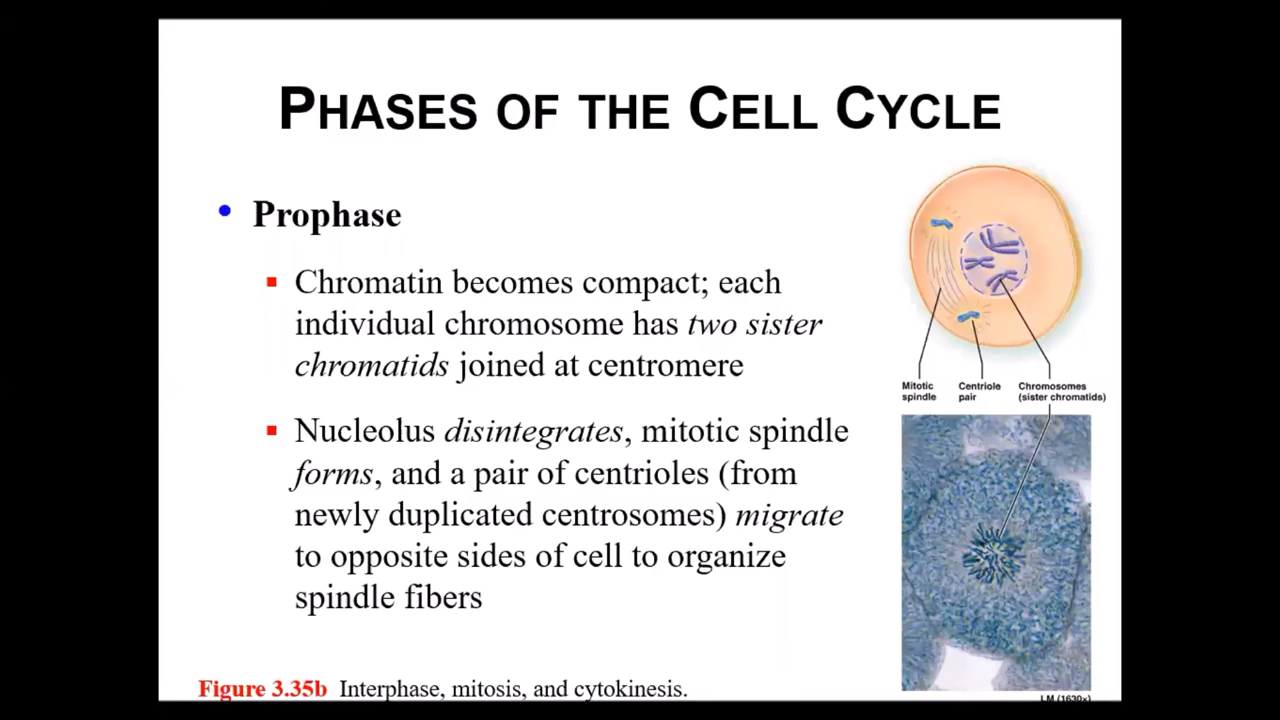 PHASES OF THE CELL CYCLE
• Prophase
▪ Chromatin becomes compact; each
individual chromosome has two sister
chromatids joined at centromere
▪ Nucleolus disintegrates, mitotic spindle
forms, and a pair of centrioles (from
newly duplicated centrosomes) migrate
to opposite sides of cell to organize
spindle fibers
Mitotic
spindle
Centriole
pair
Chromosomes
(sister chromatids)
LM (1630×)
Figure 3.35b Interphase, mitosis, and cytokinesis.